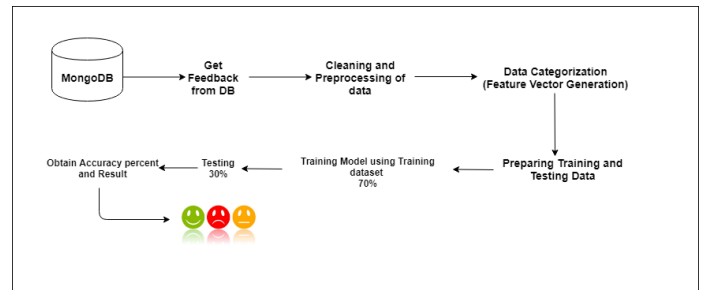 MongoDB
Get
Feedback
from DB
Cleaning and
Preprocessing of
data
Data Categorization
(Feature Vector Generation)
Preparing Training and
Testing Data
Training Model using Training
dataset
70%
Testing
30%
Obtain Accuracy percent
and Result